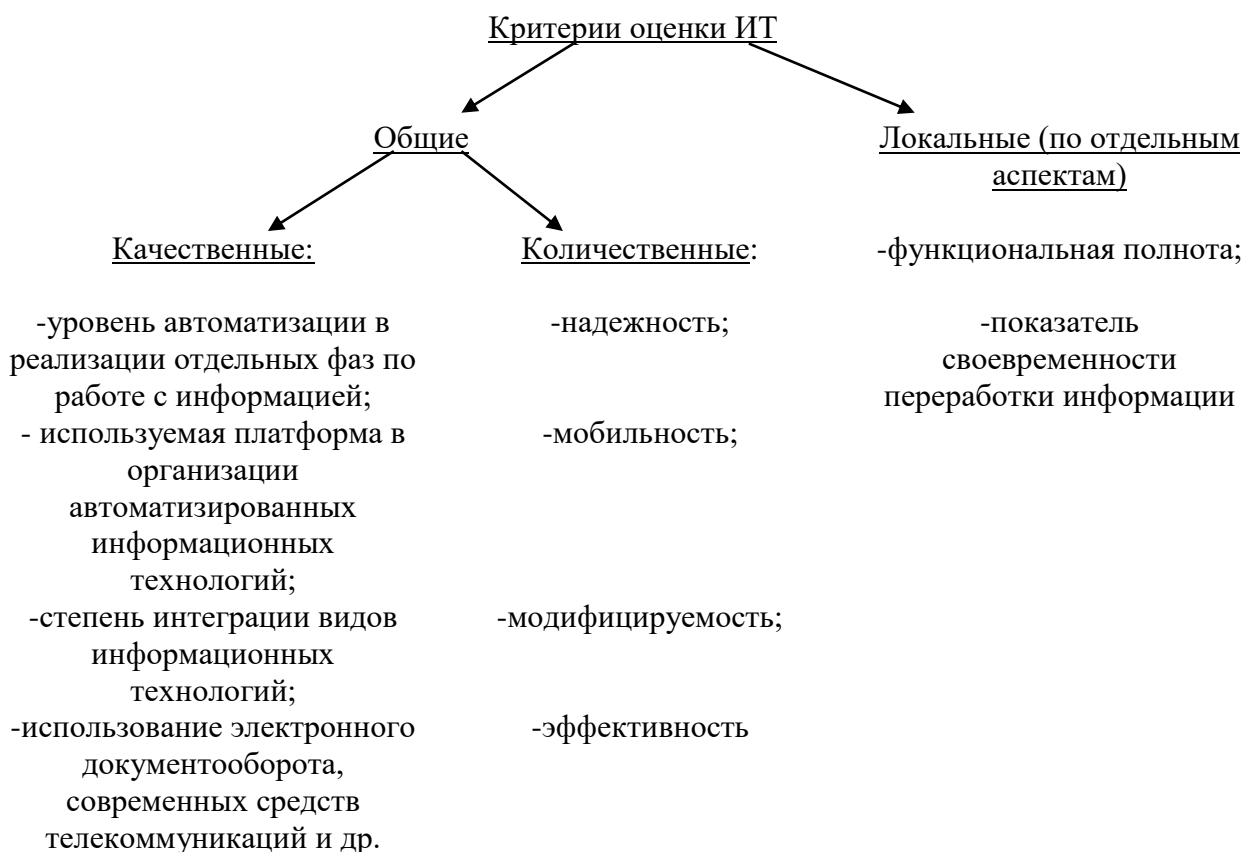 Критерии оценки ИТ
Общие
Локальные (по отдельным
аспектам)
Качественные:
Количественные:
-функциональная полнота;
-уровень автоматизации в
реализации отдельных фаз по
работе с информацией;
-надежность;
-показатель
своевременности
переработки информации
- используемая платформа в
организации
автоматизированных
информационных
технологий;
-мобильность;
-степень интеграции видов
информационных
технологий;
-модифицируемость;
-использование электронного
документооборота,
современных средств
телекоммуникаций и др.
-эффективность